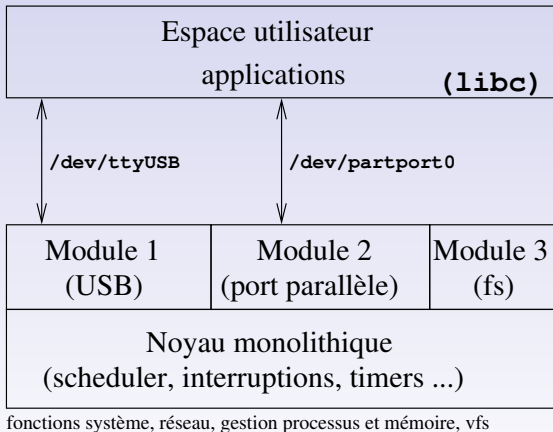 Espace utilisateur
applications
(libc)
/dev/ttyUSB
/dev/partport0
Module 1
(USB)
Module 2
(port parallèle)
Module 3
(fs)
Noyau monolithique
(scheduler, interruptions, timers ...)
fonctions système, réseau, gestion processus et mémoire, vfs